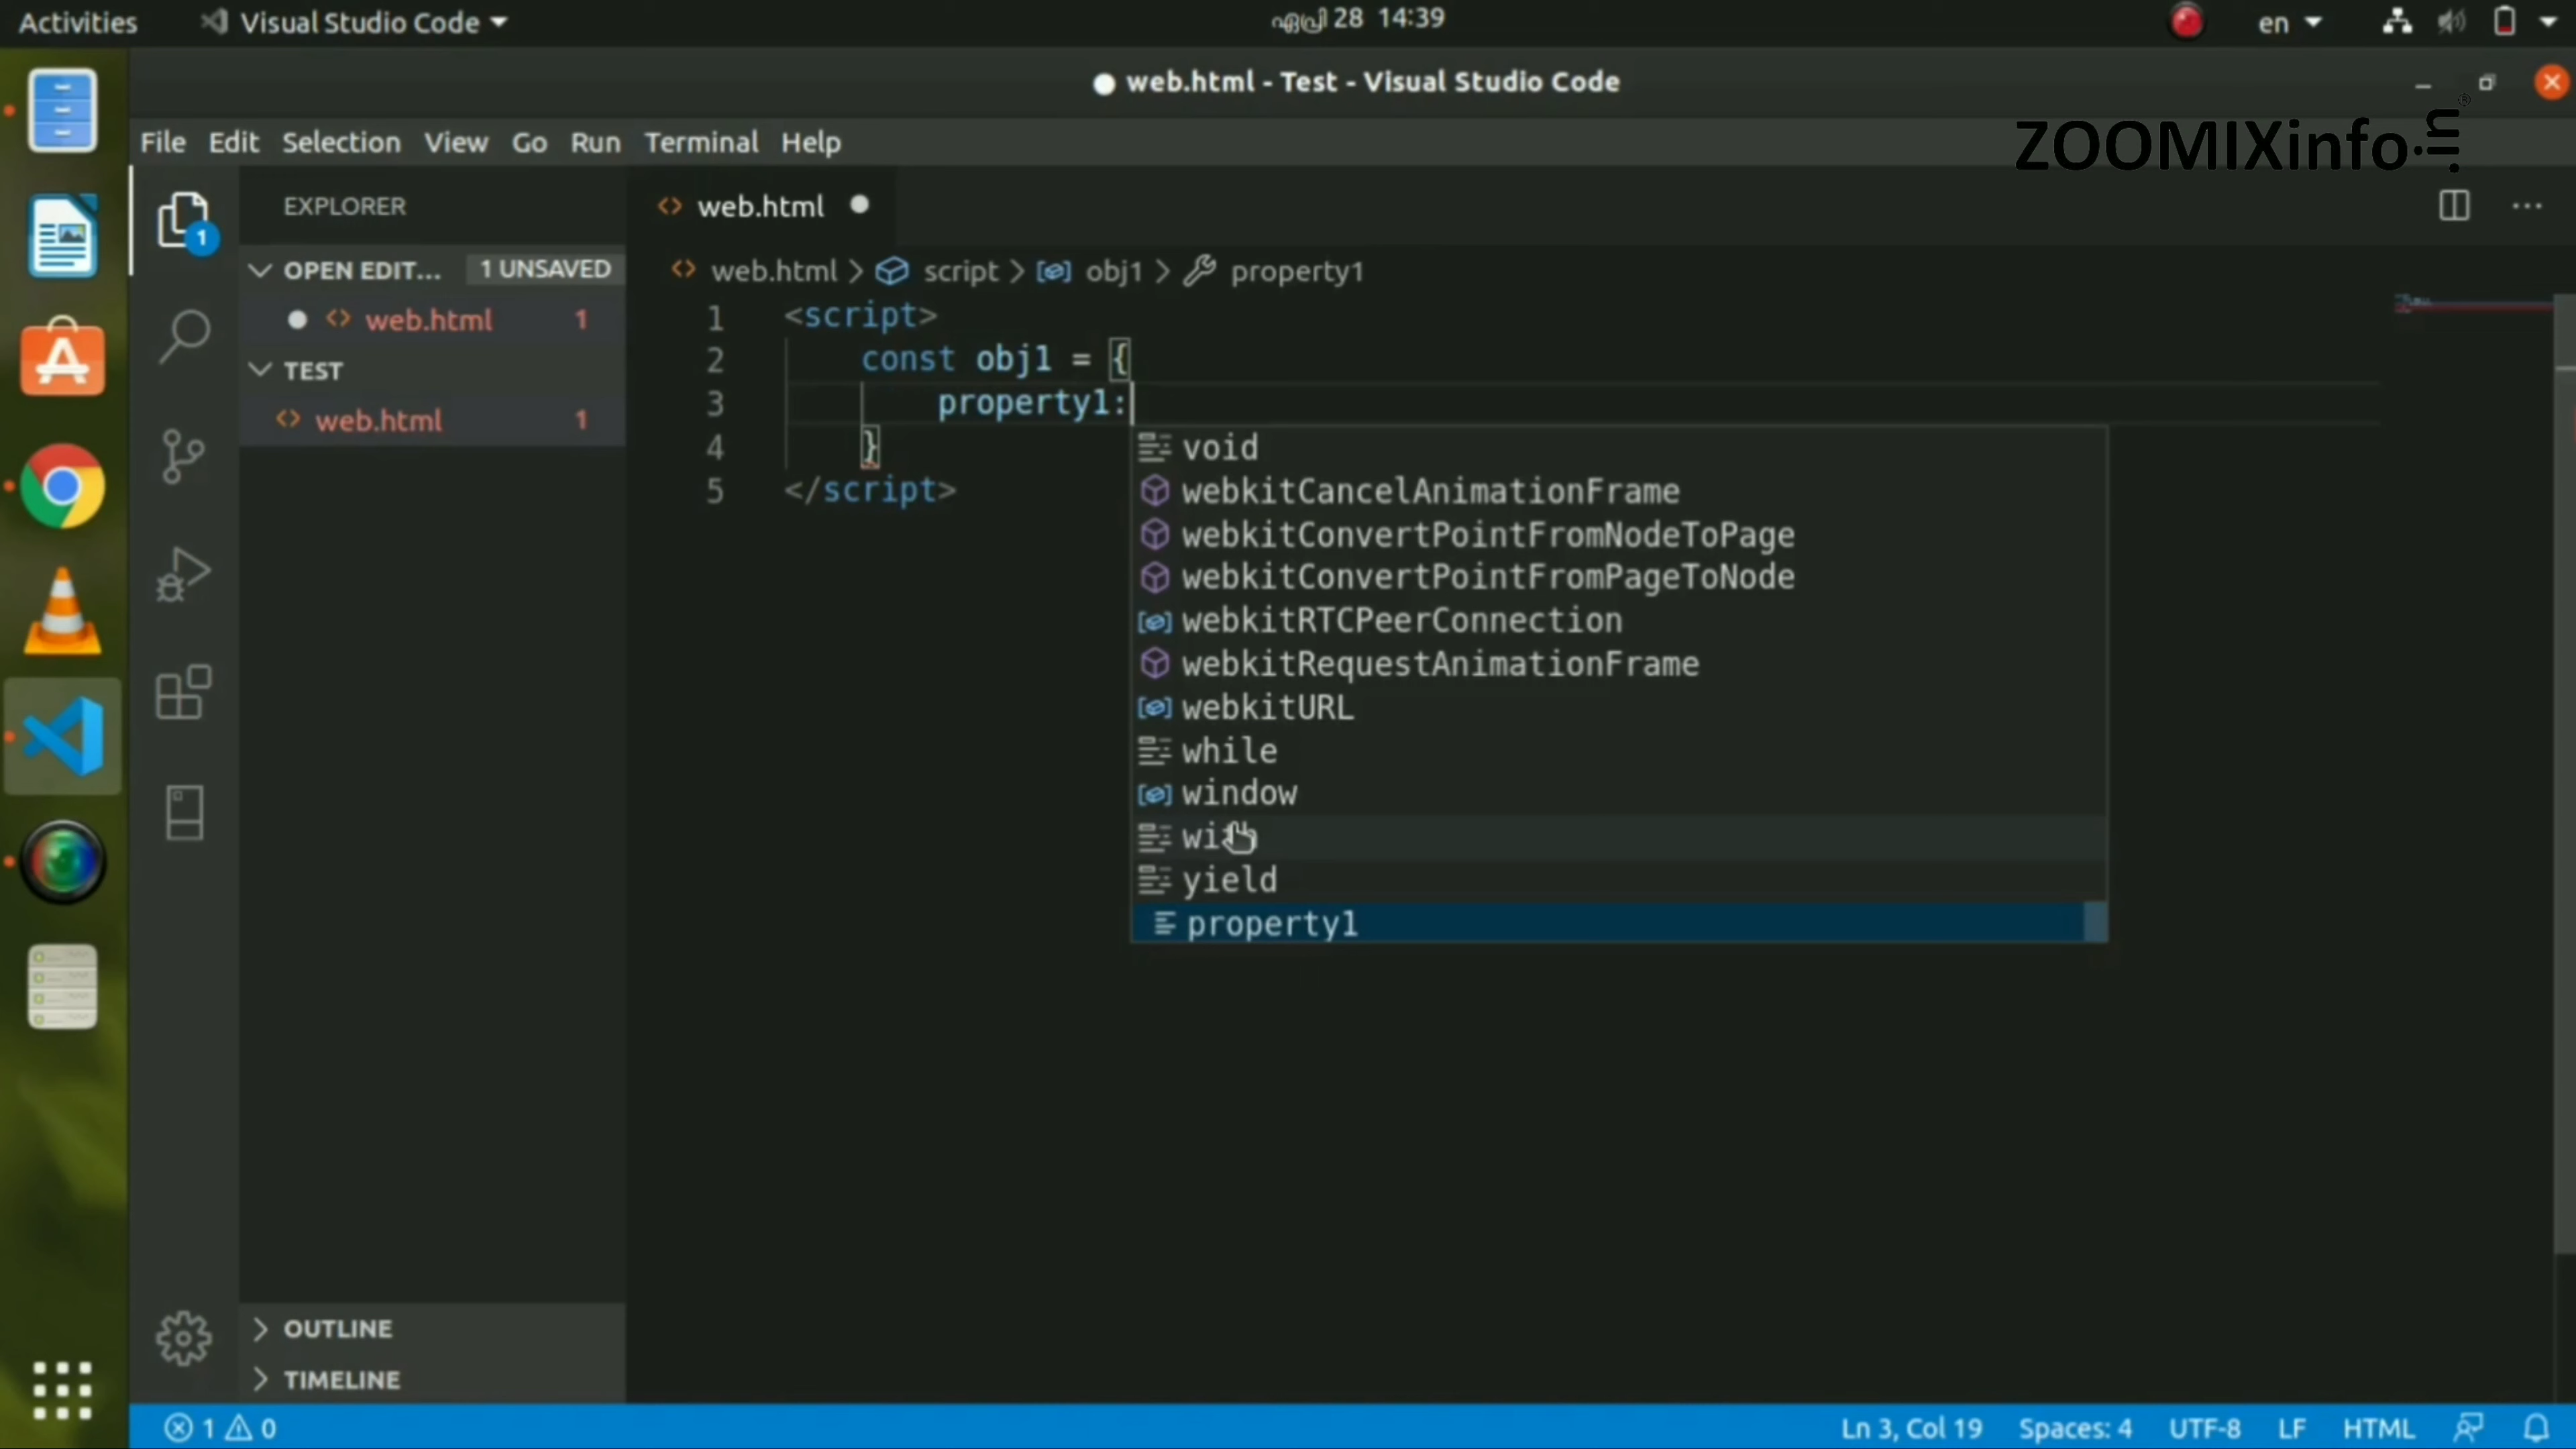 Activities Visual Studio Code ഏപ്രി 28 14:39 en
web.html - Test - Visual Studio Code
ZOOMIXinfo.in®
File Edit Selection View Go Run Terminal Help
EXPLORER
1
web.html
OPEN EDIT... 1 UNSAVED
web.html 1
TEST
web.html 1
web.html > script > obj1 > property1
1 <script>
2 const obj1 = {
3 property1:
4 }
5 </script>
void
webkitCancelAnimationFrame
webkitConvertPointFromNodeToPage
webkitConvertPointFromPageToNode
webkitRTCPeerConnection
webkitRequestAnimationFrame
webkitURL
while
window
with
yield
property1
OUTLINE
TIMELINE
1 0 Ln 3, Col 19 Spaces: 4 UTF-8 LF HTML